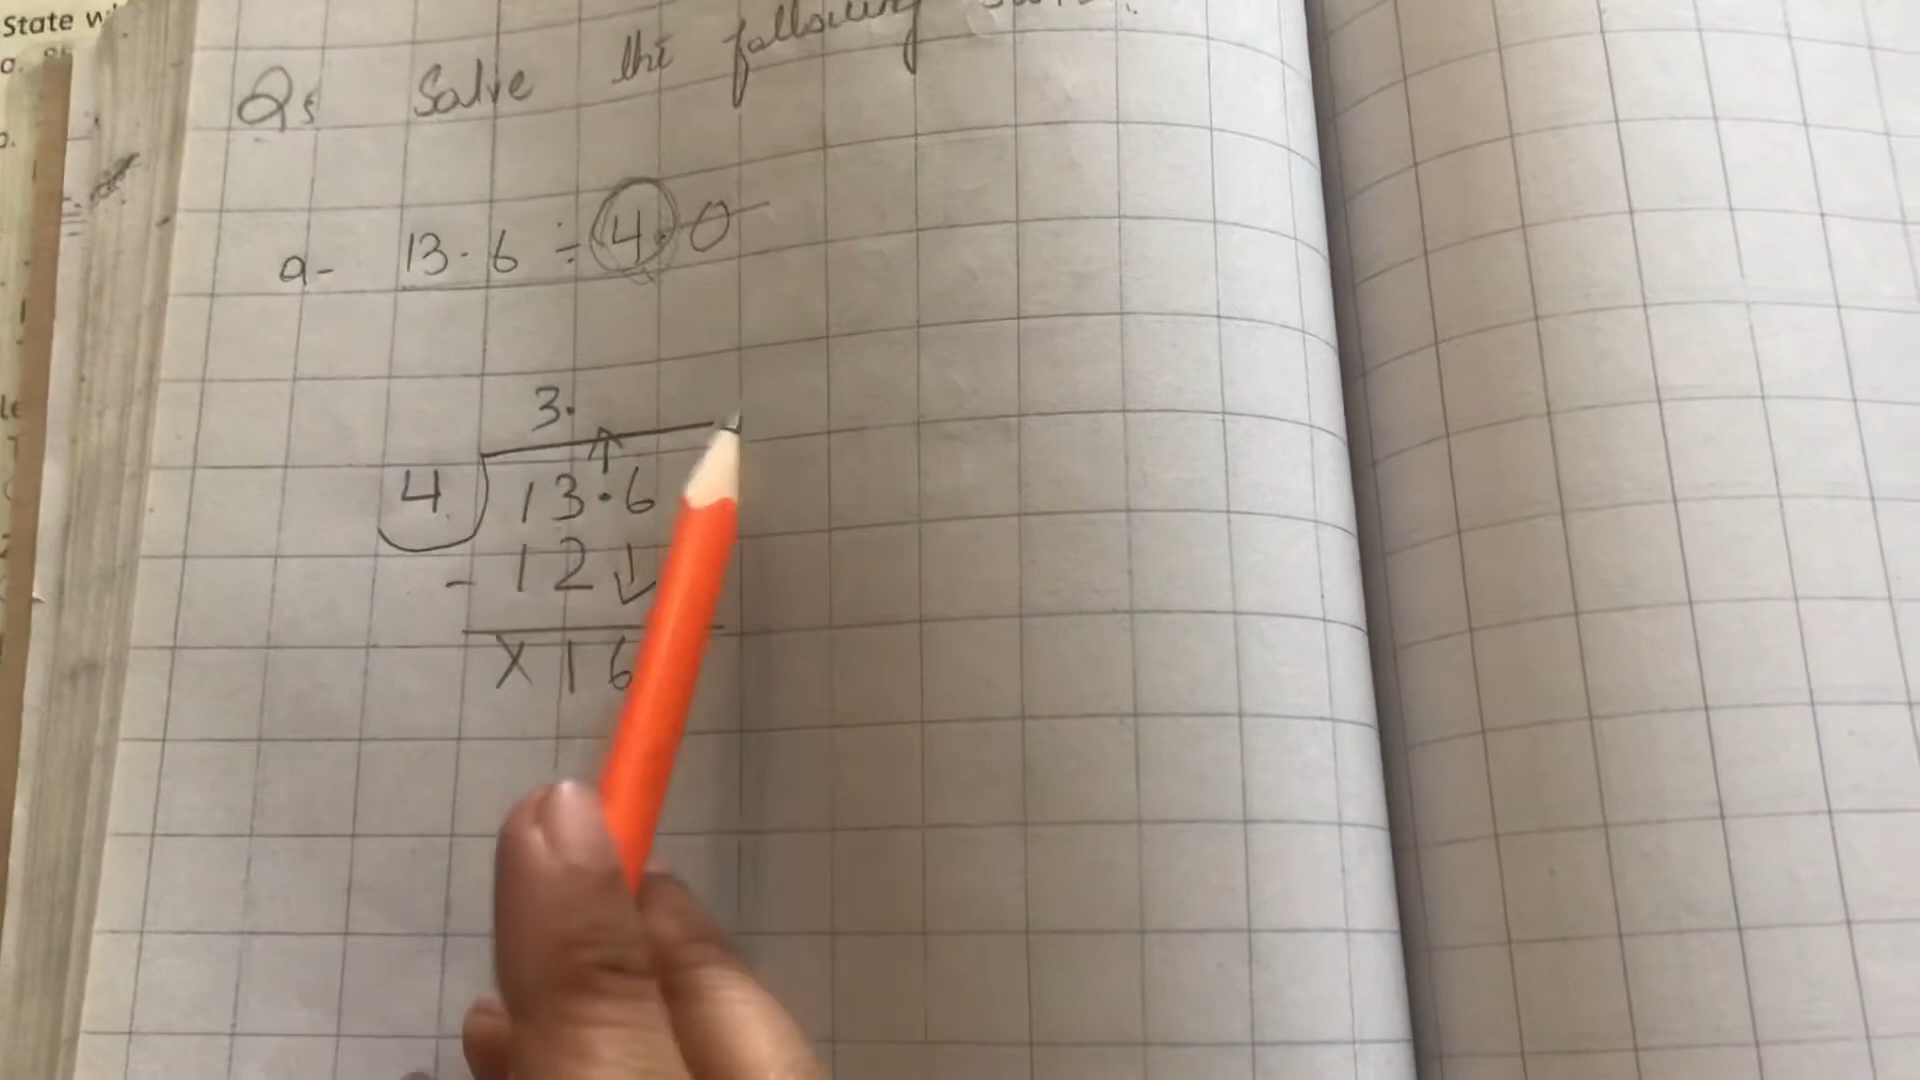 State
a.
Qs Solve the following
a- 13.6 ÷ 4.0
3.
4 13.6
- 12
x 16